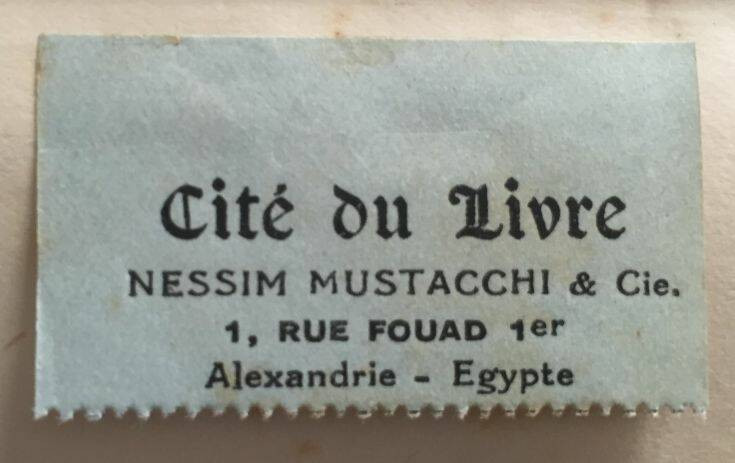 Cité du Livre
NESSIM MUSTACCHI & Cie.
1, RUE FOUAD 1er
Alexandrie - Egypte